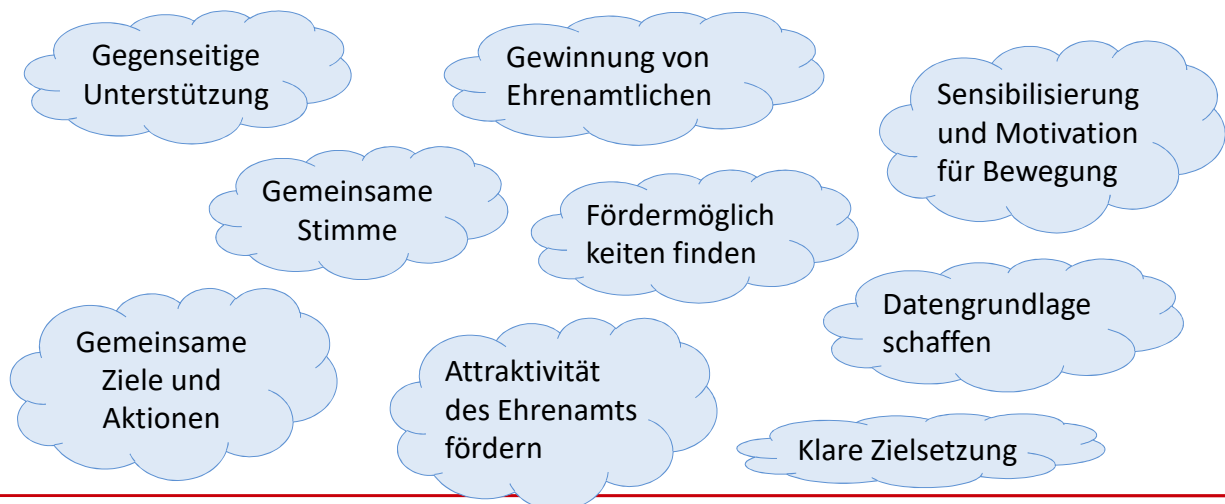 Gegenseitige
Unterstützung
Gewinnung von
Ehrenamtlichen
Sensibilisierung
und Motivation
für Bewegung
Gemeinsame
Stimme
Fördermöglich
keiten finden
Datengrundlage
schaffen
Gemeinsame
Ziele und
Aktionen
Attraktivität
des Ehrenamts
fördern
Klare Zielsetzung